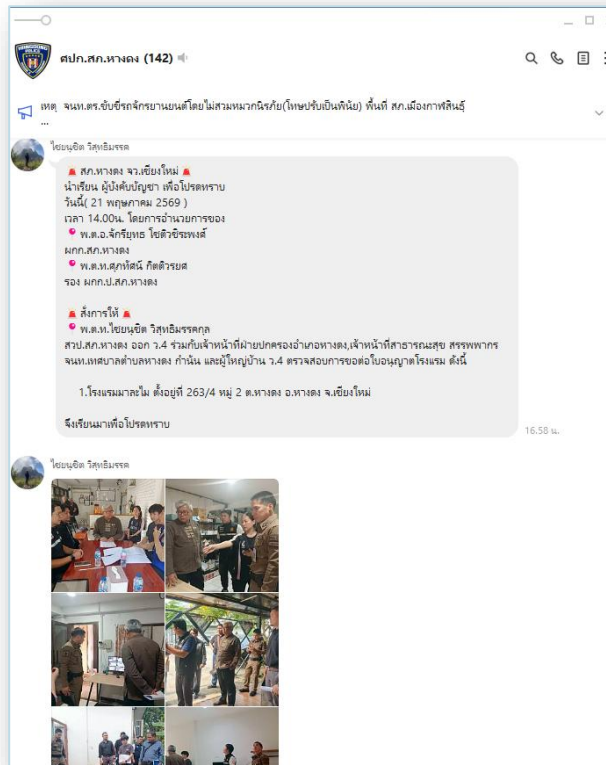 ศปก.สภ.หางดง (142)
เหตุ จนท.ตร.ขับขี่รถจักรยานยนต์โดยไม่สวมหมวกนิรภัย(โทษปรับเป็นพินัย) พื้นที่ สภ.เมืองกาฬสินธุ์
...
ไชยนุชิต วิสุทธิมรรค
🚨 สภ.หางดง จว.เชียงใหม่ 🚨
นำเรียน ผู้บังคับบัญชา เพื่อโปรดทราบ
วันนี้( 21 พฤษภาคม 2569 )
เวลา 14.00น. โดยการอำนวยการของ
📍 พ.ต.อ.จักรียุทธ โชติวชิระพงศ์
ผกก.สภ.หางดง
📍 พ.ต.ท.ศุภทัศน์ กิตติวรยศ
รอง ผกก.ป.สภ.หางดง
🚨 สั่งการให้ 🚨
📍 พ.ต.ท.ไชยนุชิต วิสุทธิมรรคกุล
สวป.สภ.หางดง ออก ว.4 ร่วมกับเจ้าหน้าที่ฝ่ายปกครองอำเภอหางดง,เจ้าหน้าที่สาธารณะสุข สรรพพากร
จนท.เทศบาลตำบลหางดง กำนัน และผู้ใหญ่บ้าน ว.4 ตรวจสอบการขอต่อใบอนุญาตโรงแรม ดังนี้
1.โรงแรมมาละไม ตั้งอยู่ที่ 263/4 หมู่ 2 ต.หางดง อ.หางดง จ.เชียงใหม่
จึงเรียนมาเพื่อโปรดทราบ
16.58 น.
ไชยนุชิต วิสุทธิมรรค